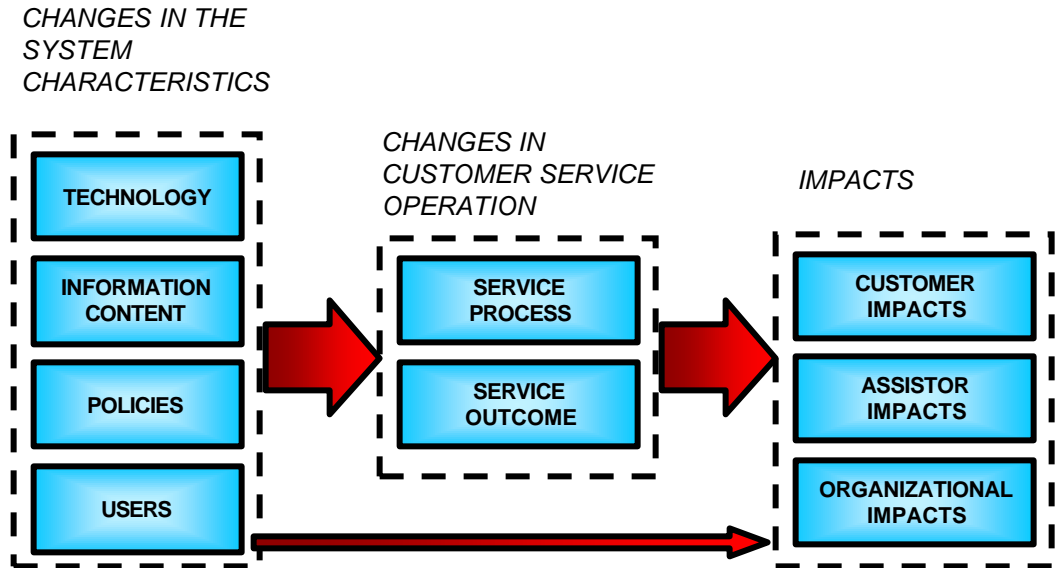 CHANGES IN THE
SYSTEM
CHARACTERISTICS
TECHNOLOGY
INFORMATION
CONTENT
POLICIES
USERS
CHANGES IN
CUSTOMER SERVICE
OPERATION
SERVICE
PROCESS
SERVICE
OUTCOME
IMPACTS
CUSTOMER
IMPACTS
ASSISTOR
IMPACTS
ORGANIZATIONAL
IMPACTS